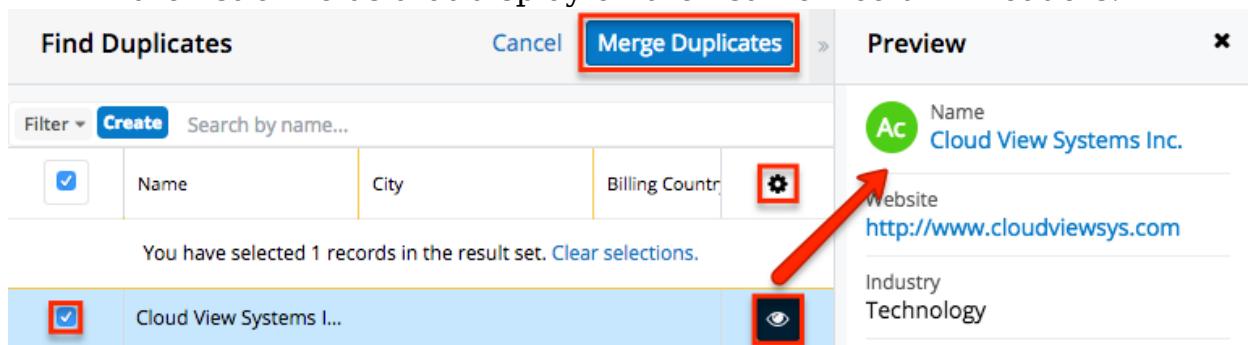 Find Duplicates Cancel Merge Duplicates »
Filter Create Search by name...
Name City Billing Countr
You have selected 1 records in the result set. Clear selections.
Cloud View Systems I...
Preview
Ac Name
Cloud View Systems Inc.
Website
http://www.cloudviewsys.com
Industry
Technology